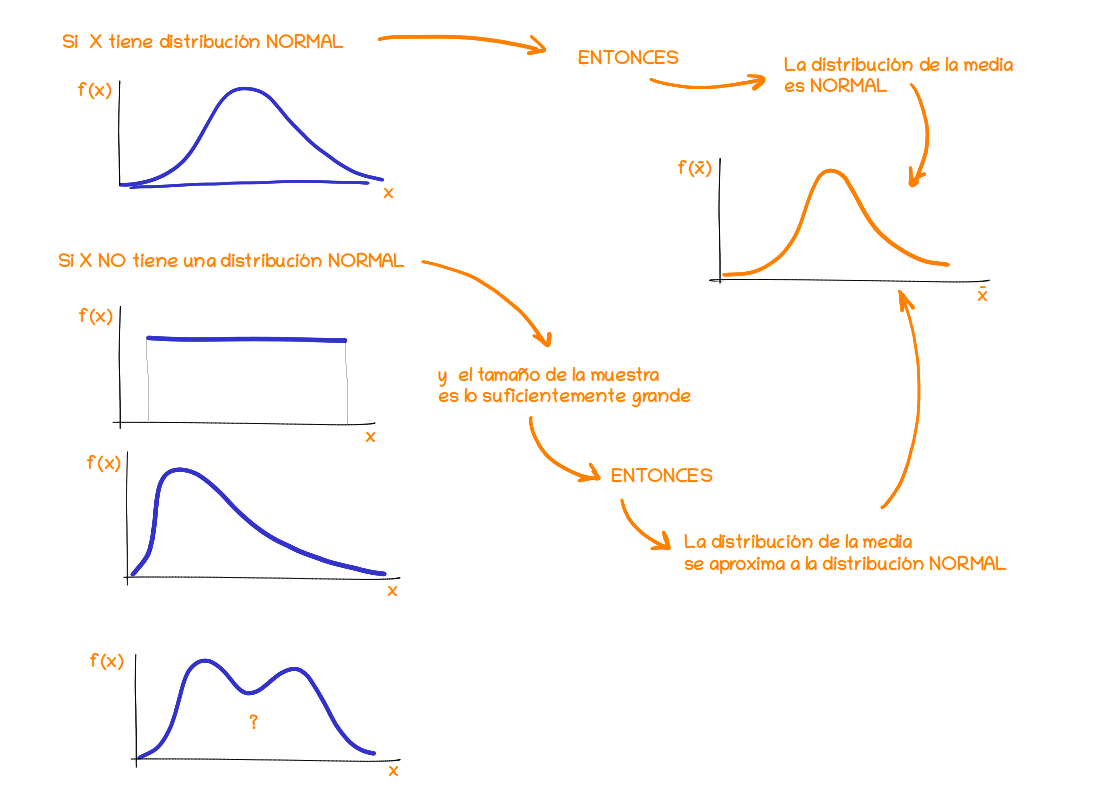 Si X tiene distribución NORMAL
ENTONCES
La distribución de la media
es NORMAL
f(x)
x
f(x̄)
x̄
Si X NO tiene una distribución NORMAL
f(x)
x
y el tamaño de la muestra
es lo suficientemente grande
f(x)
x
ENTONCES
La distribución de la media
se aproxima a la distribución NORMAL
f(x)
?
x